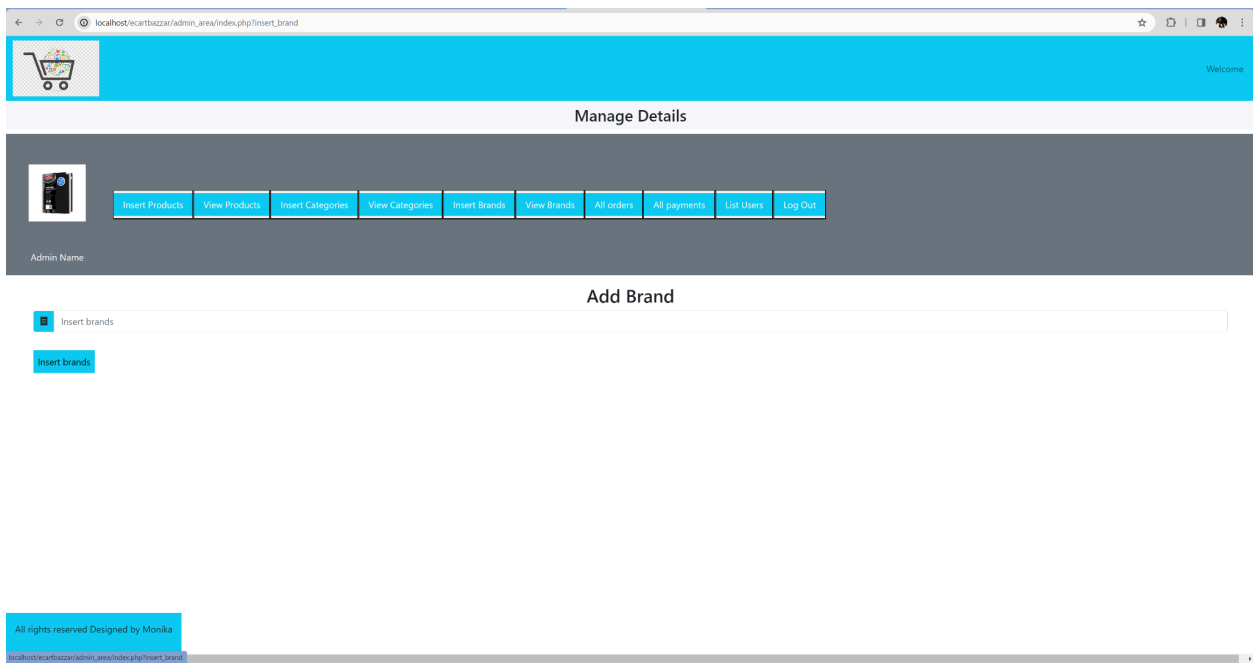 localhost/ecartbazzar/admin_area/index.php?insert_brand
Welcome
Manage Details
Insert Products View Products Insert Categories View Categories Insert Brands View Brands All orders All payments List Users Log Out
Admin Name
Add Brand
Insert brands
Insert brands
All rights reserved Designed by Monika
localhost/ecartbazzar/admin_area/index.php?insert_brand